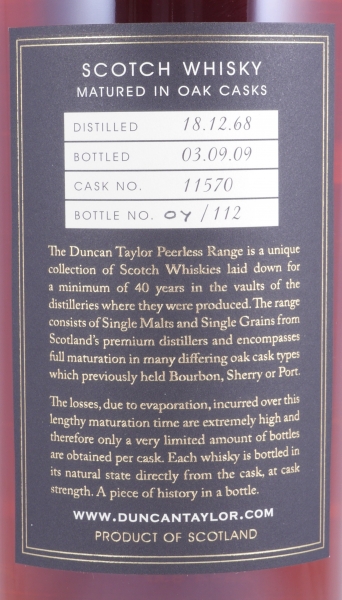 SCOTCH WHISKY
MATURED IN OAK CASKS
DISTILLED 18.12.68
BOTTLED 03.09.09
CASK NO. 11570
BOTTLE NO. 04 /112
The Duncan Taylor Peerless Range is a unique
collection of Scotch Whiskies laid down for
a minimum of 40 years in the vaults of the
distilleries where they were produced. The range
consists of Single Malts and Single Grains from
Scotland's premium distillers and encompasses
full maturation in many differing oak cask types
which previously held Bourbon, Sherry or Port.
The losses, due to evaporation, incurred over this
lengthy maturation time are extremely high and
therefore only a very limited amount of bottles
are obtained per cask. Each whisky is bottled in
its natural state directly from the cask, at cask
strength. A piece of history in a bottle.
WWW.DUNCANTAYLOR.COM
PRODUCT OF SCOTLAND